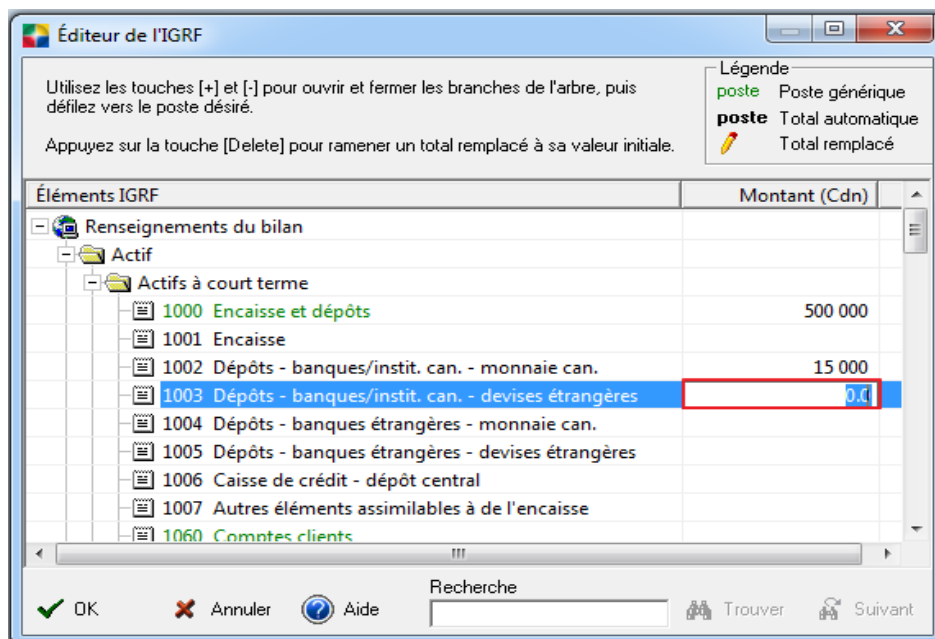 Éditeur de l'IGRF
Utilisez les touches [+] et [-] pour ouvrir et fermer les branches de l'arbre, puis
défilez vers le poste désiré.
Appuyez sur la touche [Delete] pour ramener un total remplacé à sa valeur initiale.
Légende
poste Poste générique
poste Total automatique
Total remplacé
Éléments IGRF Montant (Cdn)
Renseignements du bilan
Actif
Actifs à court terme
1000 Encaisse et dépôts 500 000
1001 Encaisse
1002 Dépôts - banques/instit. can. - monnaie can. 15 000
1003 Dépôts - banques/instit. can. - devises étrangères 0.0
1004 Dépôts - banques étrangères - monnaie can.
1005 Dépôts - banques étrangères - devises étrangères
1006 Caisse de crédit - dépôt central
1007 Autres éléments assimilables à de l'encaisse
1060 Comptes clients
Recherche
OK Annuler Aide Trouver Suivant